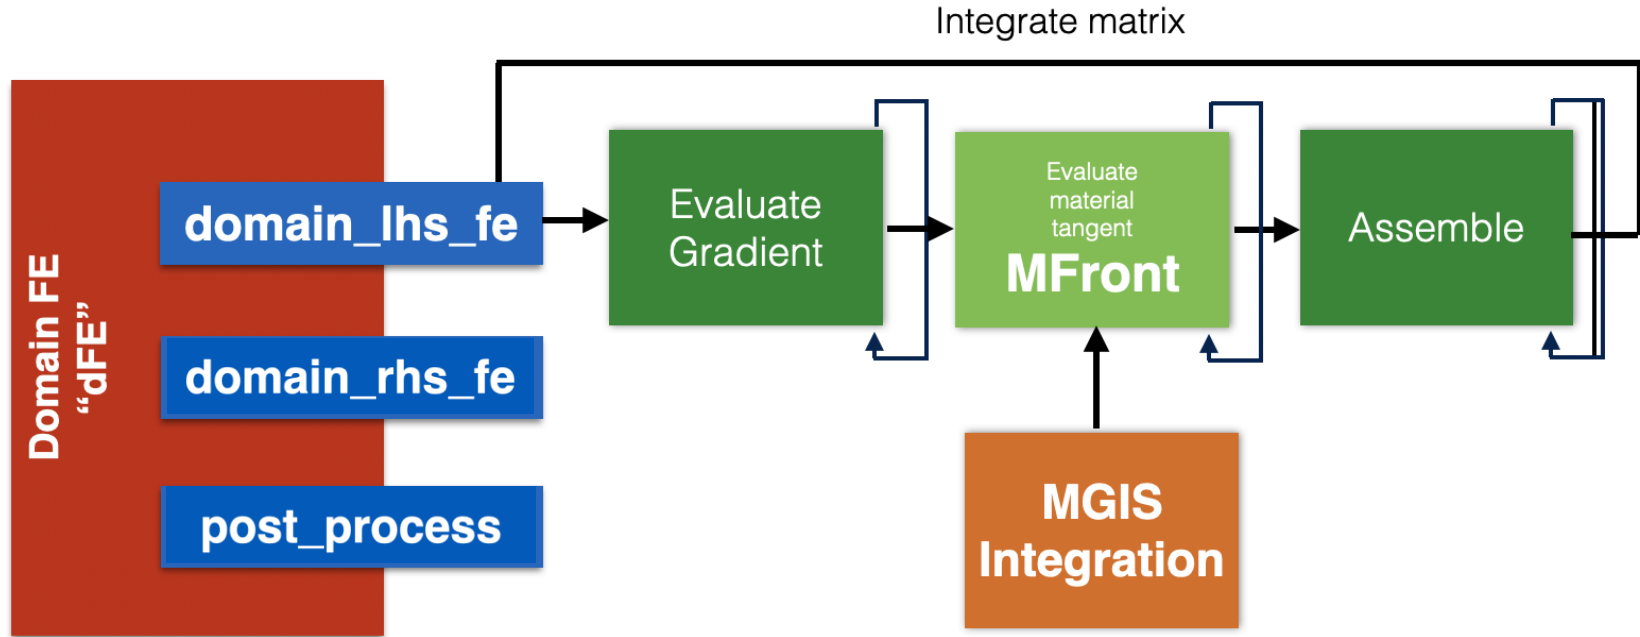 Integrate matrix
Domain FE
“dFE”
domain_lhs_fe
domain_rhs_fe
post_process
Evaluate
Gradient
Evaluate
material
tangent
MFront
Assemble
MGIS
Integration